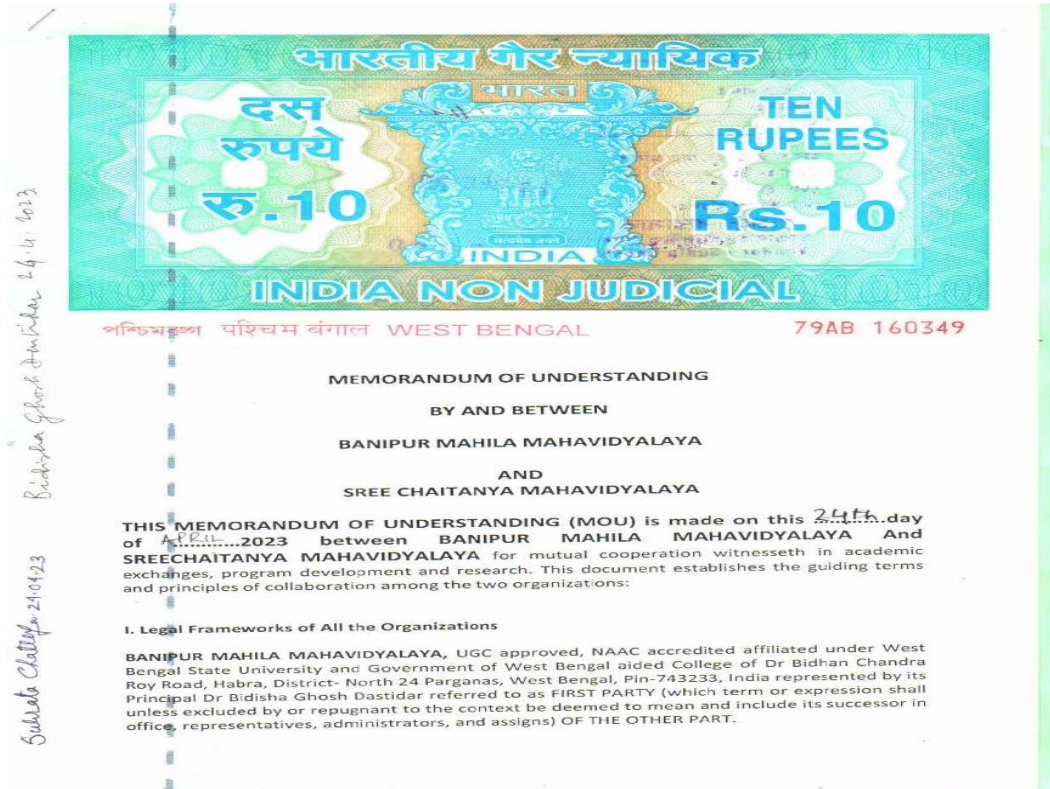 भारतीय गैर न्यायिक
भारत
दस
रुपये
रु.10
TEN
RUPEES
Rs.10
सत्यमेव जयते
INDIA
INDIA NON JUDICIAL
পশ্চিমবঙ্গ पश्चिम बंगाल WEST BENGAL
79AB 160349
MEMORANDUM OF UNDERSTANDING
BY AND BETWEEN
BANIPUR MAHILA MAHAVIDYALAYA
AND
SREE CHAITANYA MAHAVIDYALAYA
THIS MEMORANDUM OF UNDERSTANDING (MOU) is made on this 24th day
of APRIL 2023 between BANIPUR MAHILA MAHAVIDYALAYA And
SREECHAITANYA MAHAVIDYALAYA for mutual cooperation witnesseth in academic
exchanges, program development and research. This document establishes the guiding terms
and principles of collaboration among the two organizations:
I. Legal Frameworks of All the Organizations
BANIPUR MAHILA MAHAVIDYALAYA, UGC approved, NAAC accredited affiliated under West
Bengal State University and Government of West Bengal aided College of Dr Bidhan Chandra
Roy Road, Habra, District- North 24 Parganas, West Bengal, Pin-743233, India represented by its
Principal Dr Bidisha Ghosh Dastidar referred to as FIRST PARTY (which term or expression shall
unless excluded by or repugnant to the context be deemed to mean and include its successor in
office, representatives, administrators, and assigns) OF THE OTHER PART.
Bidisha Ghosh Dastidar 24.4.2023
Subrata 24.04.23